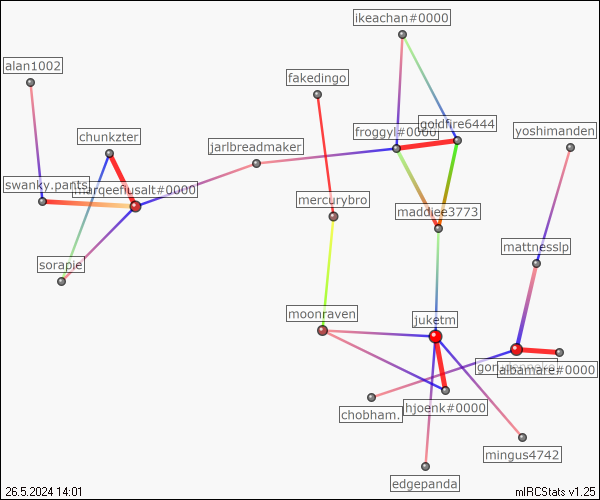 ikeachan#0000
alan1002
fakedingo
goldfire6444
chunkzter
froggyl#0000
yoshimanden
jarlbreadmaker
swanky.pants
marqeefiusalt#0000
mercurybro
maddiee3773
mattnesslp
sorapie
moonraven
juketm
albamare#0000
chobham.
hjoenk#0000
mingus4742
edgepanda
26.5.2024 14:01
mIRCStats v1.25